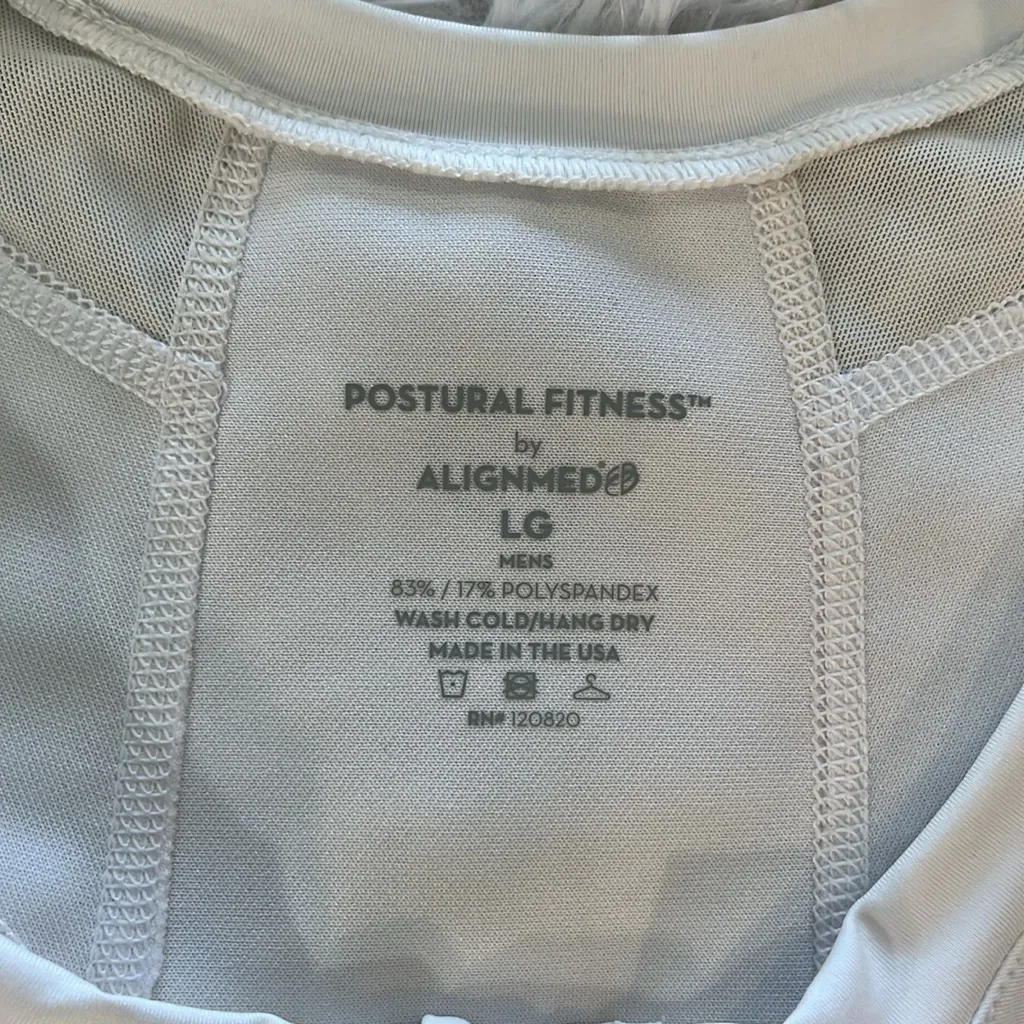 POSTURAL FITNESS™
by
ALIGNMED®
LG
MENS
83% / 17% POLYSPANDEX
WASH COLD/HANG DRY
MADE IN THE USA
RN# 120820